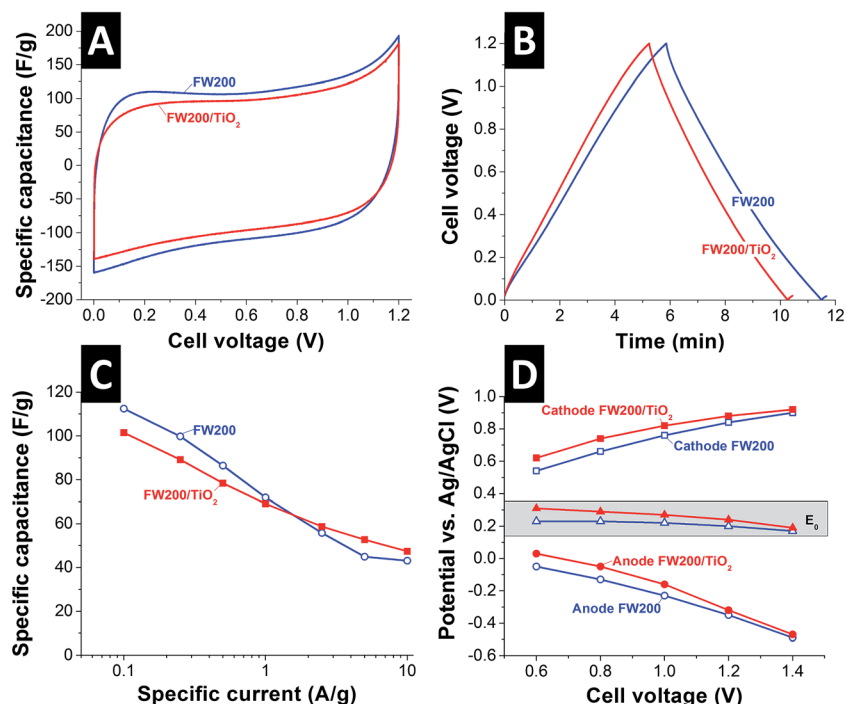 A
Specific capacitance (F/g)
200
150
100
50
0
-50
-100
-150
-200
FW200
FW200/TiO₂
0.0 0.2 0.4 0.6 0.8 1.0 1.2
Cell voltage (V)
B
Cell voltage (V)
1.2
1.0
0.8
0.6
0.4
0.2
0.0
FW200
FW200/TiO₂
0 2 4 6 8 10 12
Time (min)
C
Specific capacitance (F/g)
120
100
80
60
40
20
0
FW200
FW200/TiO₂
0.1 1 10
Specific current (A/g)
D
Potential vs. Ag/AgCl (V)
1.0
0.8
0.6
0.4
0.2
0.0
-0.2
-0.4
-0.6
Cathode FW200/TiO₂
Cathode FW200
E₀
Anode FW200/TiO₂
Anode FW200
0.6 0.8 1.0 1.2 1.4
Cell voltage (V)